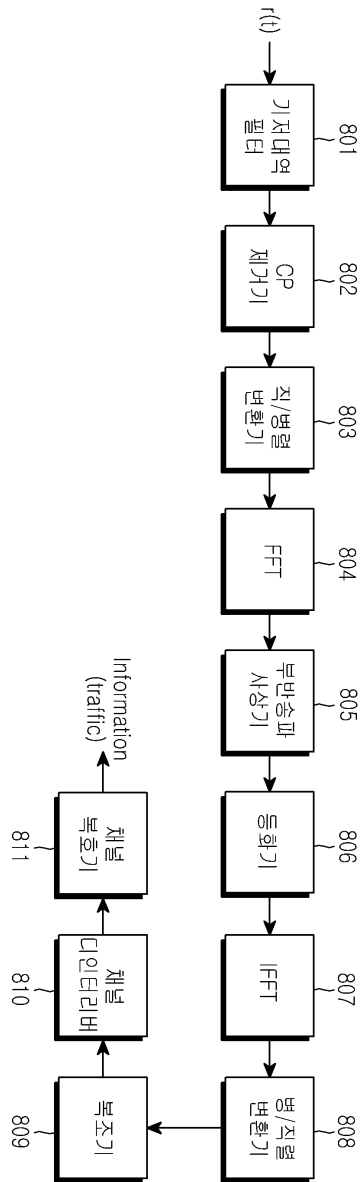 r(t)
801
기저대역
필터
802
CP
제거기
803
직/병렬
변환기
804
FFT
805
부반송파
사상기
806
등화기
807
IFFT
808
병/직렬
변환기
809
복조기
810
채널
디인터리버
811
채널
복호기
Information
(traffic)